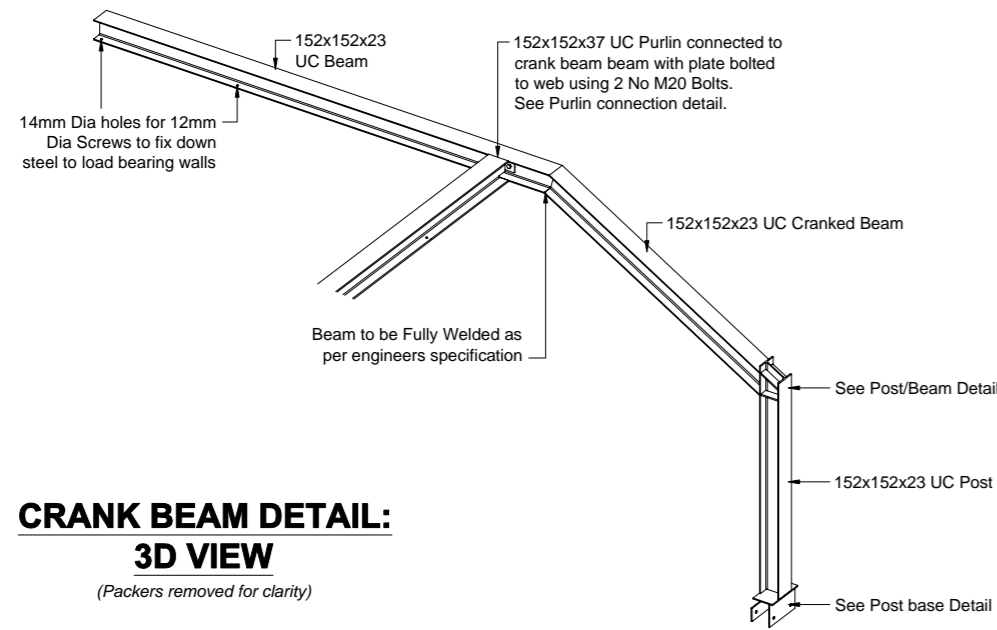 152x152x23
UC Beam
152x152x37 UC Purlin connected to
crank beam beam with plate bolted
to web using 2 No M20 Bolts.
See Purlin connection detail.
14mm Dia holes for 12mm
Dia Screws to fix down
steel to load bearing walls
152x152x23 UC Cranked Beam
Beam to be Fully Welded as
per engineers specification
See Post/Beam Detail
152x152x23 UC Post
See Post base Detail
CRANK BEAM DETAIL:
3D VIEW
(Packers removed for clarity)